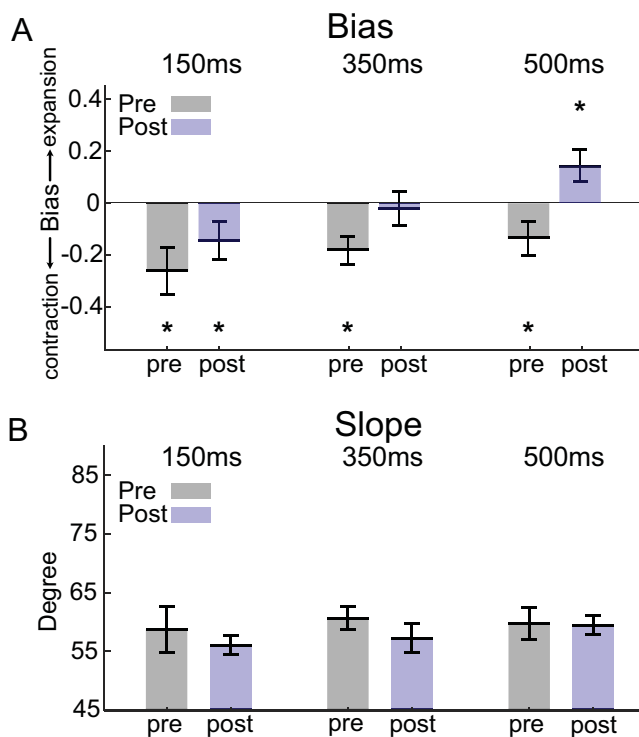 A
Bias
150ms 350ms 500ms
Pre
Post
contraction ← Bias → expansion
0.4
0.2
0
-0.2
-0.4
*
* * * *
pre post pre post pre post
B
Slope
150ms 350ms 500ms
Pre
Post
Degree
85
75
65
55
45
pre post pre post pre post